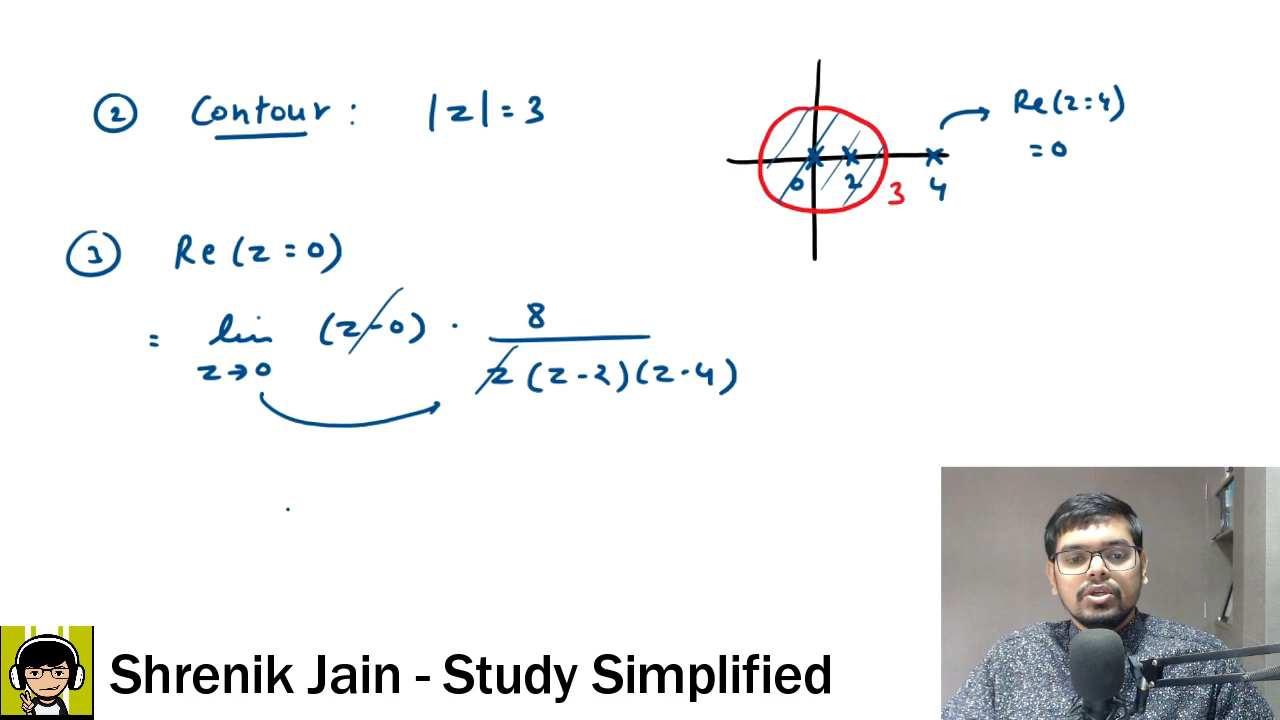 ② Contour : |z| = 3
Re(z=4)
= 0
0 2 3 4
③ Re(z=0)
= lim (z-0) · 8
z→0 z(z-2)(z-4)
Shrenik Jain - Study Simplified